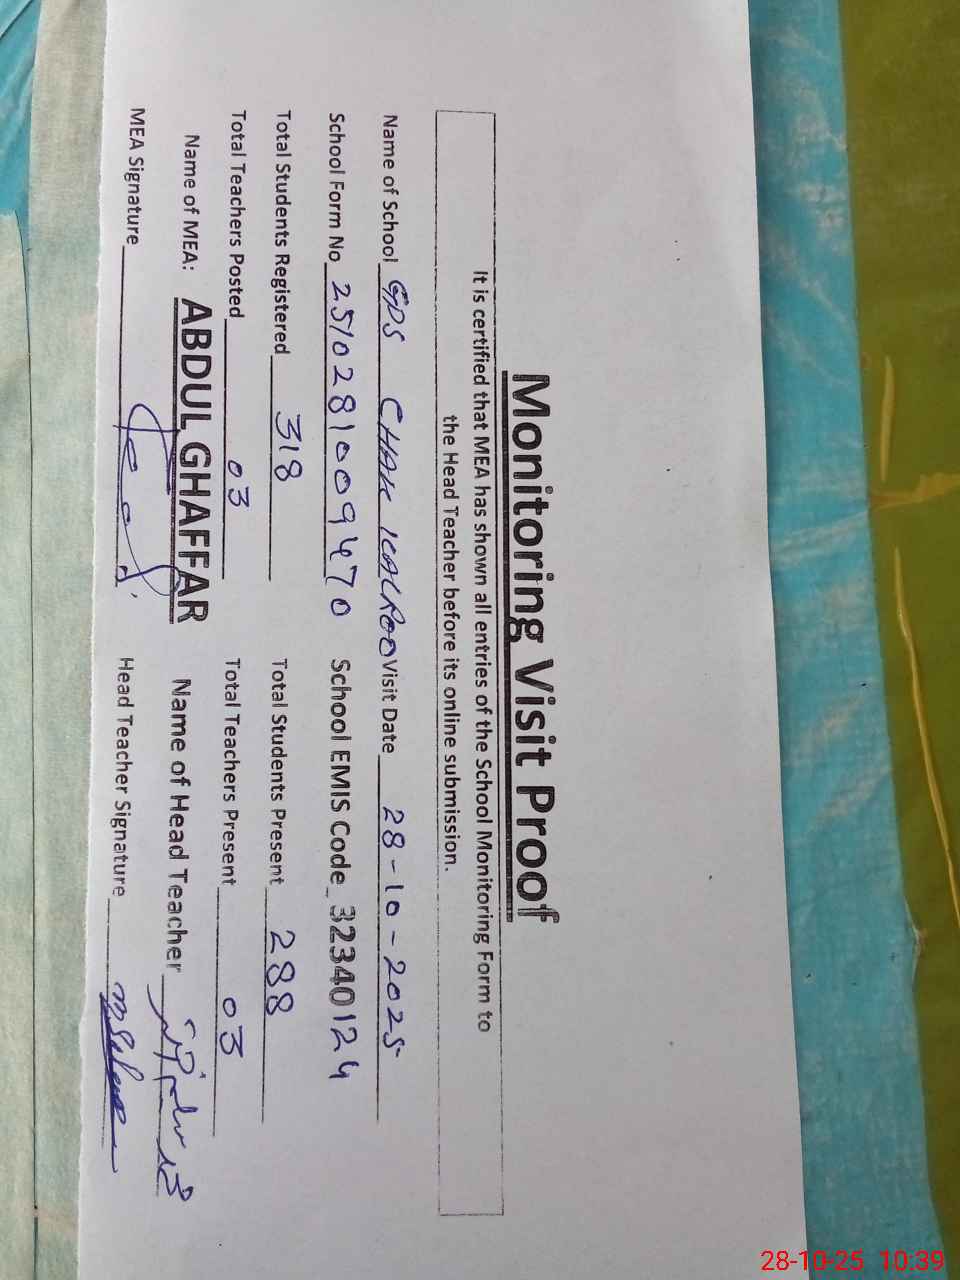 Monitoring Visit Proof
It is certified that MEA has shown all entries of the School Monitoring Form to
the Head Teacher before its online submission.
Name of School GPS CHAK KALROO Visit Date 28-10-2025
School Form No 2510281009470 School EMIS Code 32340124
Total Students Registered 318 Total Students Present 288
Total Teachers Posted 03 Total Teachers Present 03
Name of MEA: ABDUL GHAFFAR Name of Head Teacher
MEA Signature Head Teacher Signature
28-10-25 10:39